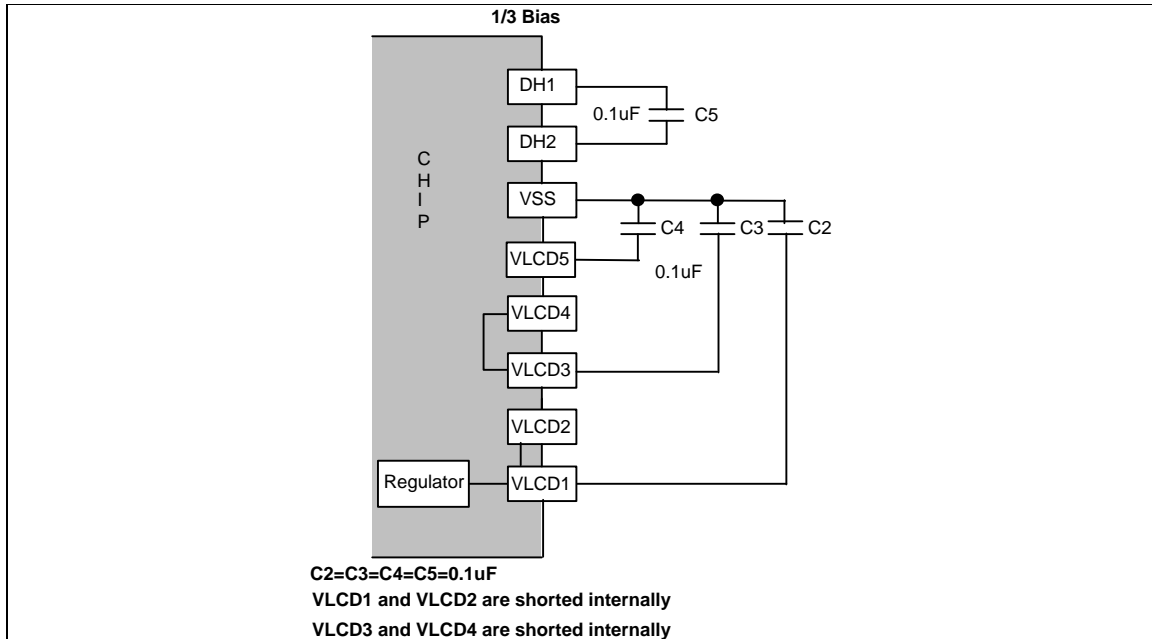 1/3 Bias
DH1
0.1uF
C5
DH2
CHIP
VSS
C4
C3
C2
VLCD5
0.1uF
VLCD4
VLCD3
VLCD2
Regulator
VLCD1
C2=C3=C4=C5=0.1uF
VLCD1 and VLCD2 are shorted internally
VLCD3 and VLCD4 are shorted internally